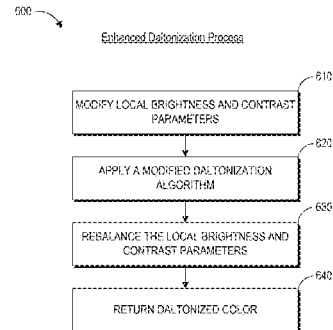 600
Enhanced Daltonization Process
610
MODIFY LOCAL BRIGHTNESS AND CONTRAST
PARAMETERS
620
APPLY A MODIFIED DALTONIZATION
ALGORITHM
630
REBALANCE THE LOCAL BRIGHTNESS AND
CONTRAST PARAMETERS
640
RETURN DALTONIZED COLOR